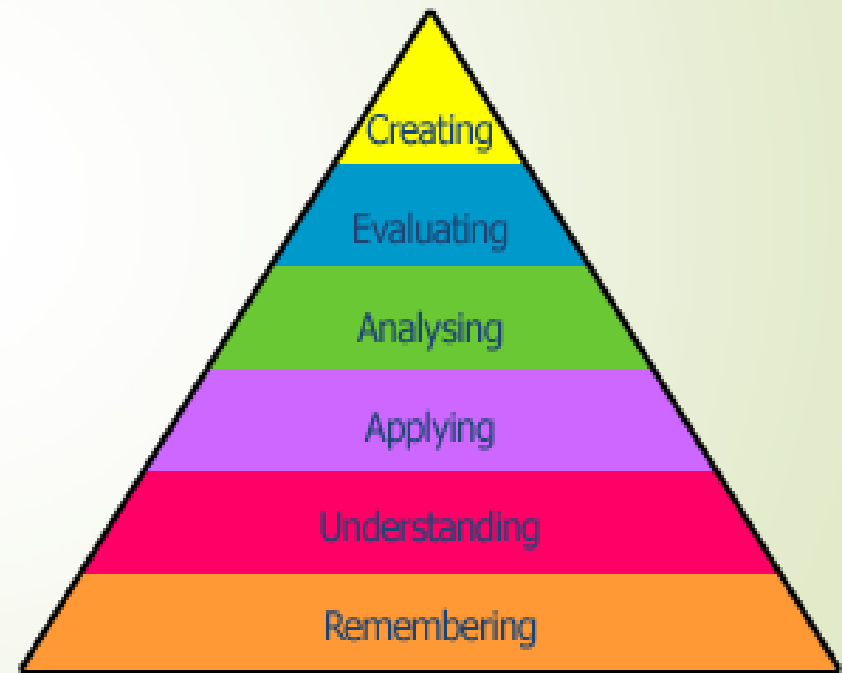 Creating
Evaluating
Analysing
Applying
Understanding
Remembering